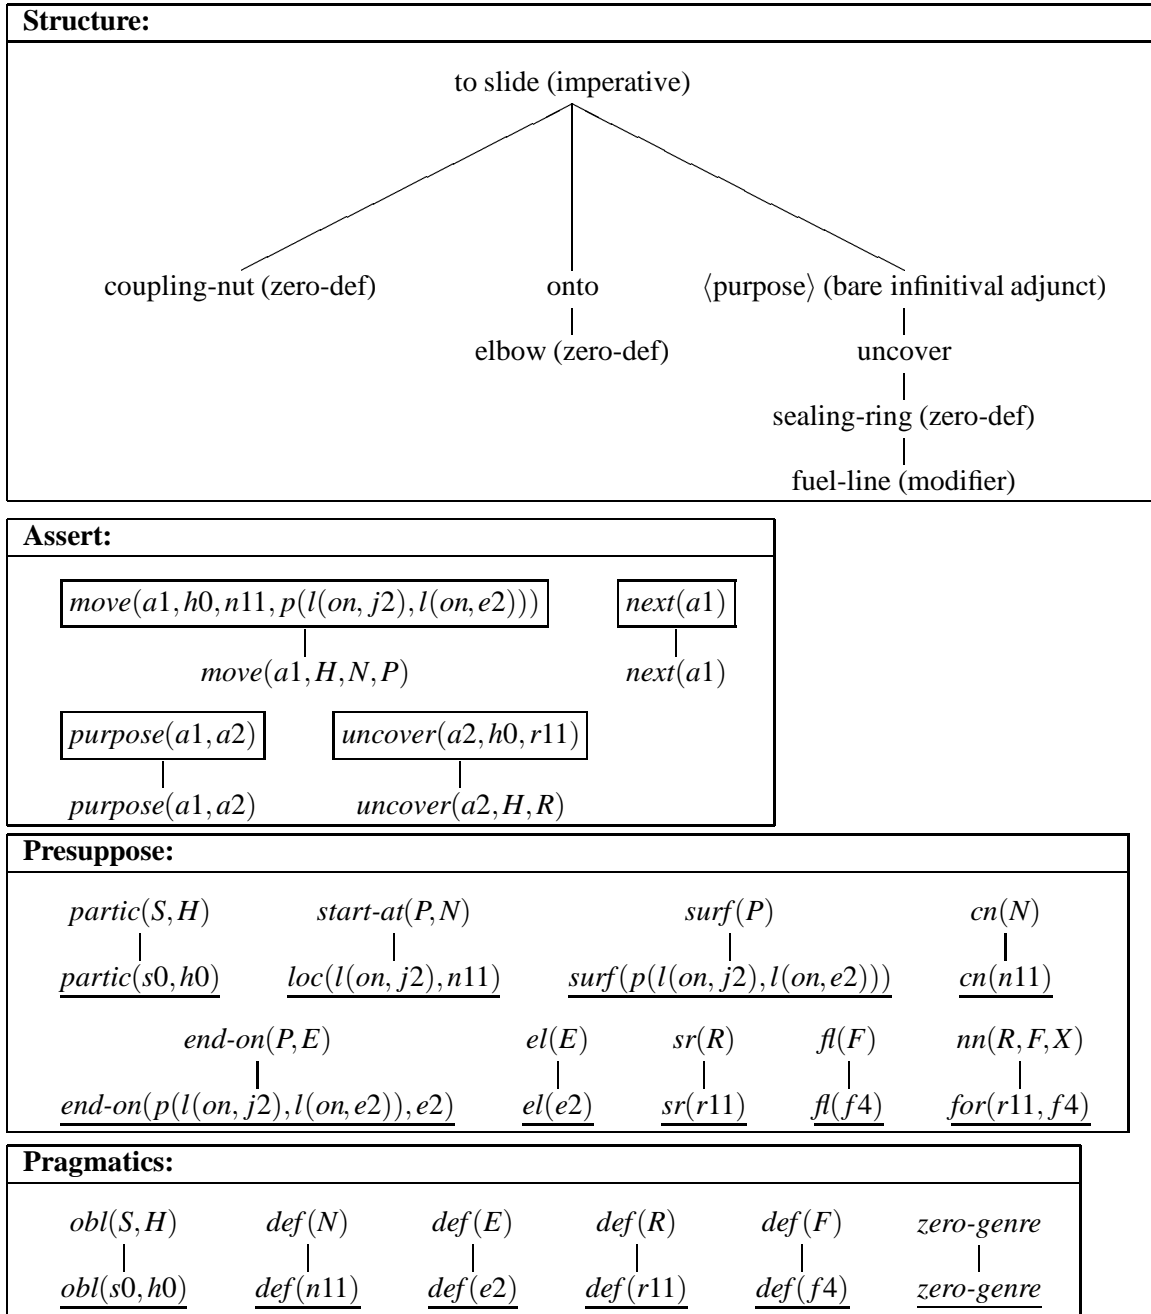 Structure:
to slide (imperative)
coupling-nut (zero-def) onto ⟨purpose⟩ (bare infinitival adjunct)
elbow (zero-def) uncover
sealing-ring (zero-def)
fuel-line (modifier)
Assert:
move(a1, h0, n11, p(l(on, j2), l(on, e2))) next(a1)
move(a1, H, N, P) next(a1)
purpose(a1, a2) uncover(a2, h0, r11)
purpose(a1, a2) uncover(a2, H, R)
Presuppose:
partic(S, H) start-at(P, N) surf(P) cn(N)
partic(s0, h0) loc(l(on, j2), n11) surf(p(l(on, j2), l(on, e2))) cn(n11)
end-on(P, E) el(E) sr(R) fl(F) nn(R, F, X)
end-on(p(l(on, j2), l(on, e2)), e2) el(e2) sr(r11) fl(f4) for(r11, f4)
Pragmatics:
obl(S, H) def(N) def(E) def(R) def(F) zero-genre
obl(s0, h0) def(n11) def(e2) def(r11) def(f4) zero-genre